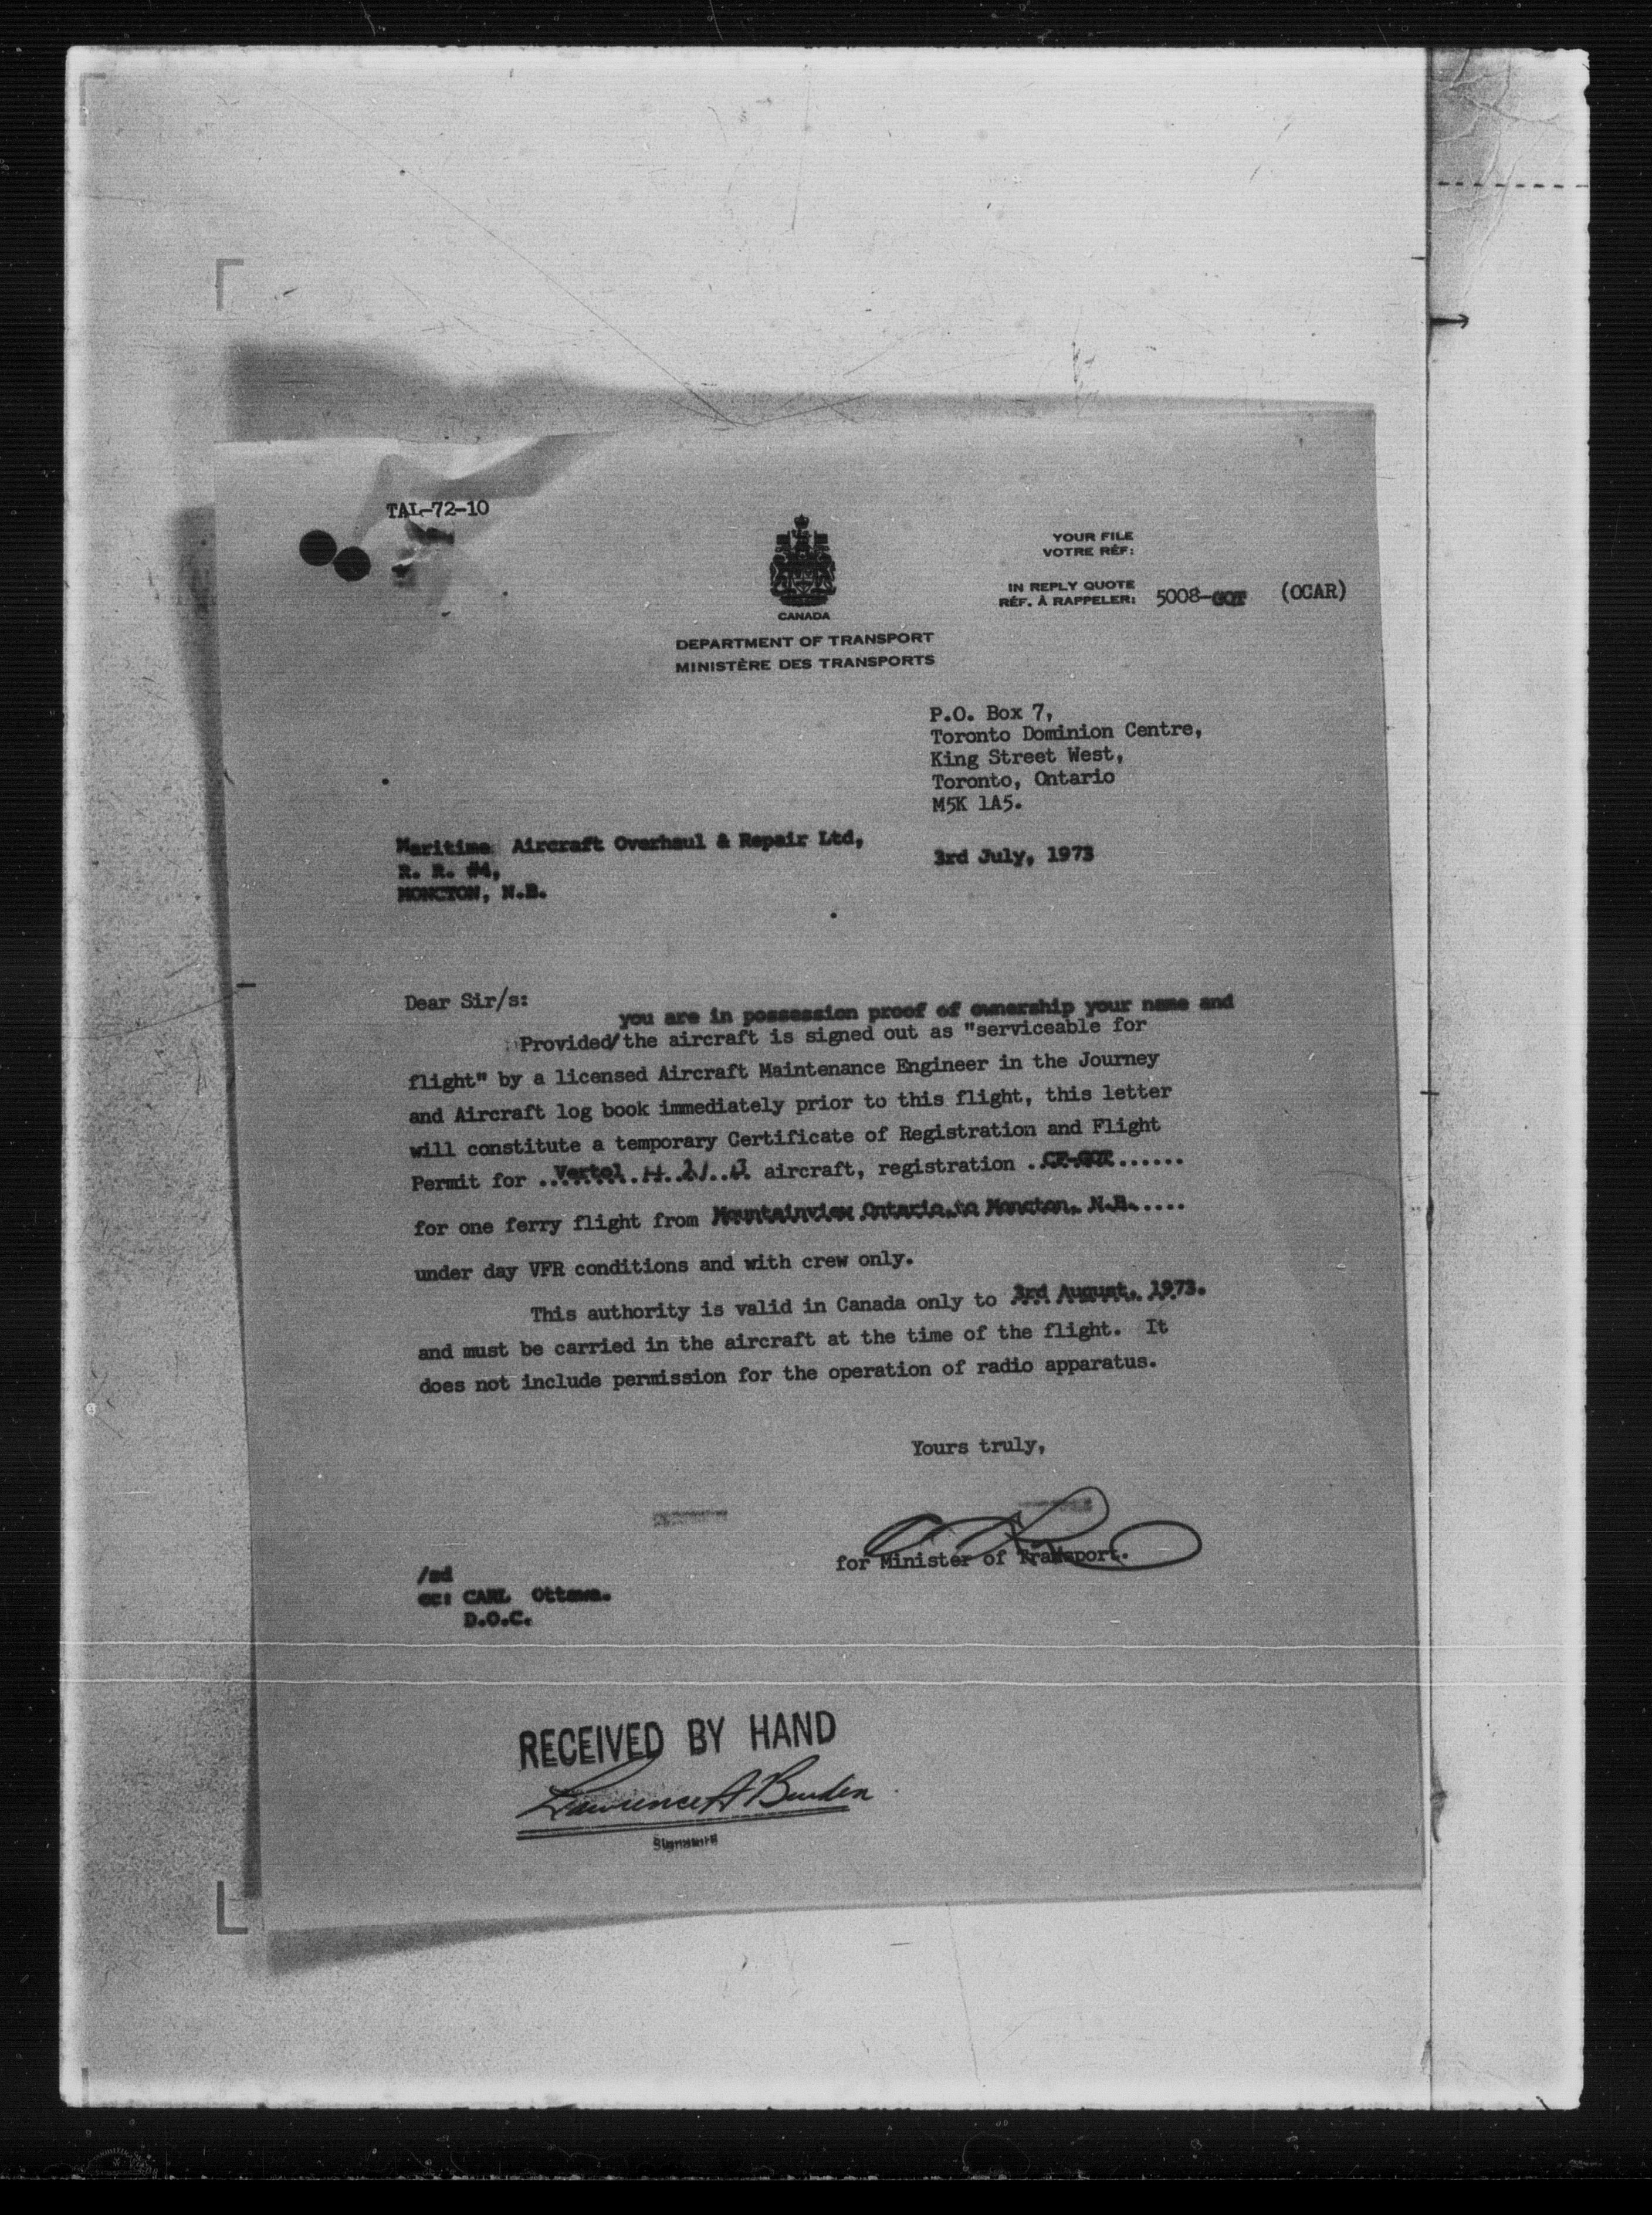 TAL-72-10
CANADA
DEPARTMENT OF TRANSPORT
MINISTÈRE DES TRANSPORTS
YOUR FILE
VOTRE RÉF:
IN REPLY QUOTE
RÉF. À RAPPELER: 5008-GOT (OCAR)
P.O. Box 7,
Toronto Dominion Centre,
King Street West,
Toronto, Ontario
M5K 1A5.
Maritime Aircraft Overhaul & Repair Ltd,
R. R. #4,
MONCTON, N.B.
3rd July, 1973
Dear Sir/s:
you are in possession proof of ownership your name and
Provided/the aircraft is signed out as "serviceable for
flight" by a licensed Aircraft Maintenance Engineer in the Journey
and Aircraft log book immediately prior to this flight, this letter
will constitute a temporary Certificate of Registration and Flight
Permit for ..Vertol H 21 aircraft, registration ..CF-GOT......
for one ferry flight from Mountainview Ontario to Moncton, N.B.....
under day VFR conditions and with crew only.
This authority is valid in Canada only to 3rd August, 1973.
and must be carried in the aircraft at the time of the flight. It
does not include permission for the operation of radio apparatus.
Yours truly,
for Minister of Transport.
cc: CARL Ottawa.
D.O.C.
RECEIVED BY HAND
Lawrence A Burden
Signature